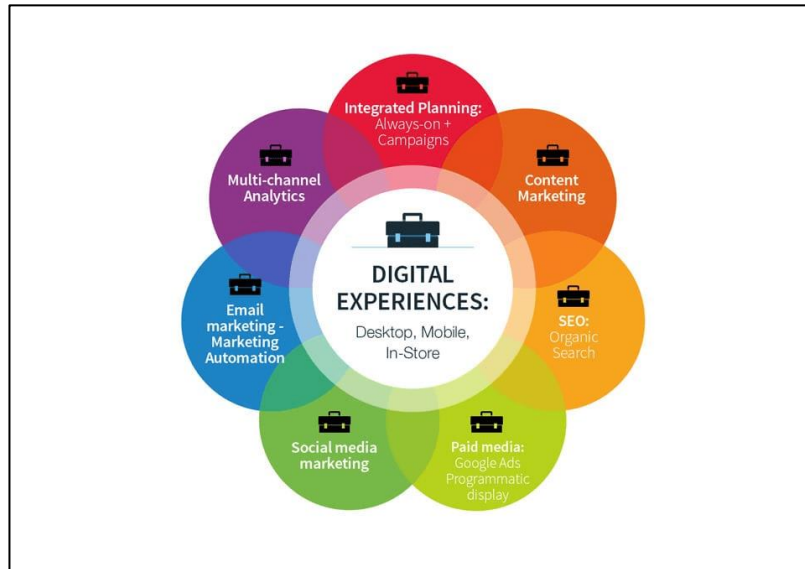 Integrated Planning:
Always-on +
Campaigns
Content
Marketing
SEO:
Organic
Search
Paid media:
Google Ads
Programmatic
display
Social media
marketing
Email
marketing -
Marketing
Automation
Multi-channel
Analytics
DIGITAL
EXPERIENCES:
Desktop, Mobile,
In-Store